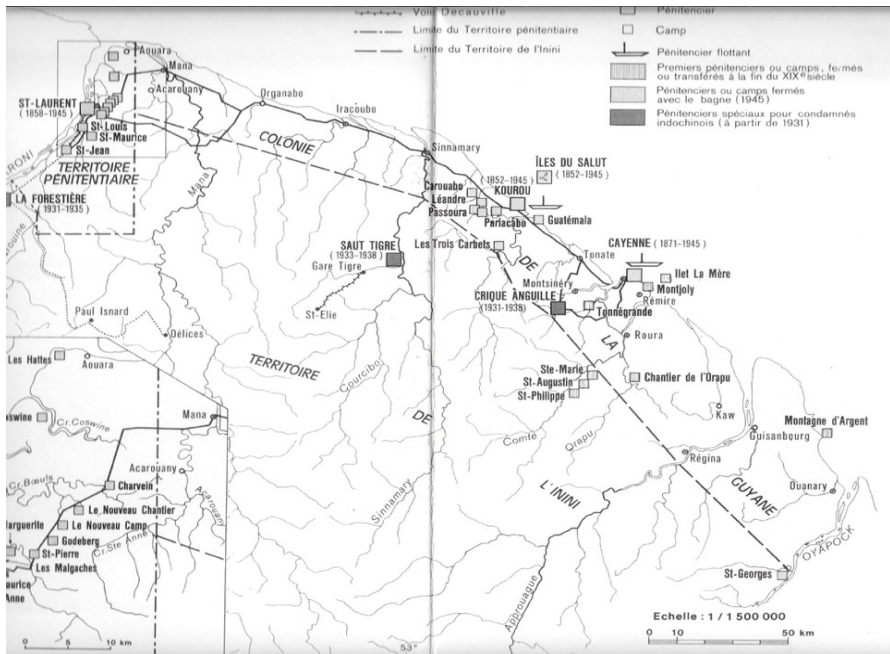 Voie Decauville
Limite du Territoire pénitentiaire
Limite du Territoire de l'Inini
Pénitencier
Camp
Pénitencier flottant
Premiers pénitenciers ou camps, fermés
ou transférés à la fin du XIXe siècle
Pénitenciers ou camps fermés
avec le bagne (1945)
Pénitenciers spéciaux pour condamnés
indochinois (à partir de 1931)
Aouara
Mana
Acarouany
Organabo
Iracoubo
ST-LAURENT
(1858-1945)
St-Louis
St-Maurice
St-Jean
COLONIE
Sinnamary
TERRITOIRE
PÉNITENTIAIRE
Mana
LA FORESTIÈRE
(1931-1935)
ÎLES DU SALUT
(1852-1945)
(1852-1945)
KOUROU
Carouabo
Léandre
Passoura
Pariacabo
Guatémala
Les Trois Carbets
DE
SAUT TIGRE
(1933-1938)
Gare Tigre
St-Elie
CAYENNE (1871-1945)
Tonate
Ilet La Mère
Montjoly
Rémire
Montsinéry
CRIQUE ANGUILLE
(1931-1938)
Tonnégrande
LA
Roura
Paul Isnard
Délices
TERRITOIRE
Courcibo
DE
Ste-Marie
St-Augustin
St-Philippe
Chantier de l'Orapu
Kaw
Comté
Orapu
Montagne d'Argent
Guisanbourg
Régina
GUYANE
Ouanary
L'ININI
Sinnamary
Approuague
OYAPOCK
St-Georges
Les Hattes
Aouara
Cr.Coswine
Mana
Acarouany
Acarouany
Cr.Bœufs
Charvein
Le Nouveau Chantier
Le Nouveau Camp
Godeberg
Cr.Ste Anne
St-Pierre
Les Malgaches
0 5 10 km
53°
Echelle : 1 / 1 500 000
0 50 km